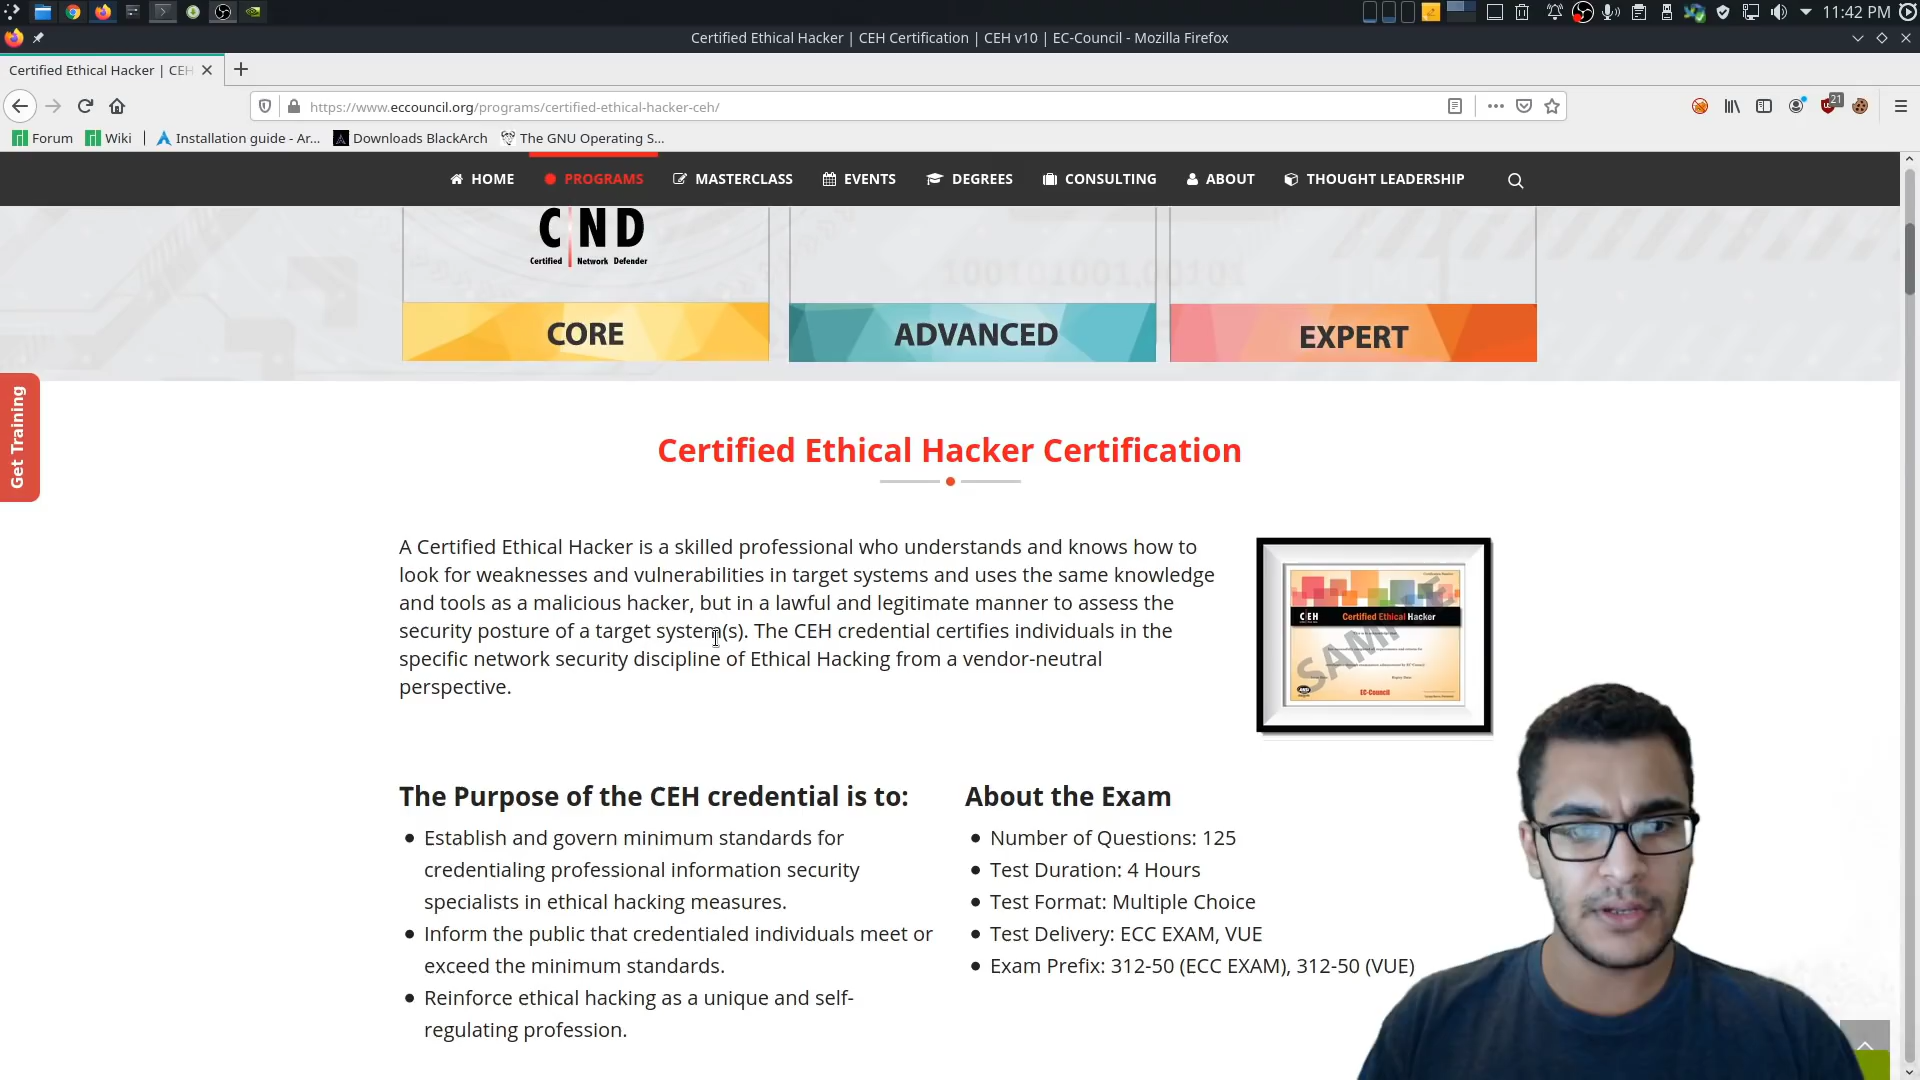 11:42 PM
Certified Ethical Hacker | CEH Certification | CEH v10 | EC-Council - Mozilla Firefox
Certified Ethical Hacker | CEH
https://www.eccouncil.org/programs/certified-ethical-hacker-ceh/
21
Forum
Wiki
Installation guide - Ar...
Downloads BlackArch
The GNU Operating S...
HOME
PROGRAMS
MASTERCLASS
EVENTS
DEGREES
CONSULTING
ABOUT
THOUGHT LEADERSHIP
C|ND
Certified Network Defender
CORE
ADVANCED
EXPERT
Get Training
Certified Ethical Hacker Certification
A Certified Ethical Hacker is a skilled professional who understands and knows how to
look for weaknesses and vulnerabilities in target systems and uses the same knowledge
and tools as a malicious hacker, but in a lawful and legitimate manner to assess the
security posture of a target system(s). The CEH credential certifies individuals in the
specific network security discipline of Ethical Hacking from a vendor-neutral
perspective.
C|EH
Certified Ethical Hacker
SAMPLE
EC-Council
The Purpose of the CEH credential is to:
Establish and govern minimum standards for
credentialing professional information security
specialists in ethical hacking measures.
Inform the public that credentialed individuals meet or
exceed the minimum standards.
Reinforce ethical hacking as a unique and self-
regulating profession.
About the Exam
Number of Questions: 125
Test Duration: 4 Hours
Test Format: Multiple Choice
Test Delivery: ECC EXAM, VUE
Exam Prefix: 312-50 (ECC EXAM), 312-50 (VUE)